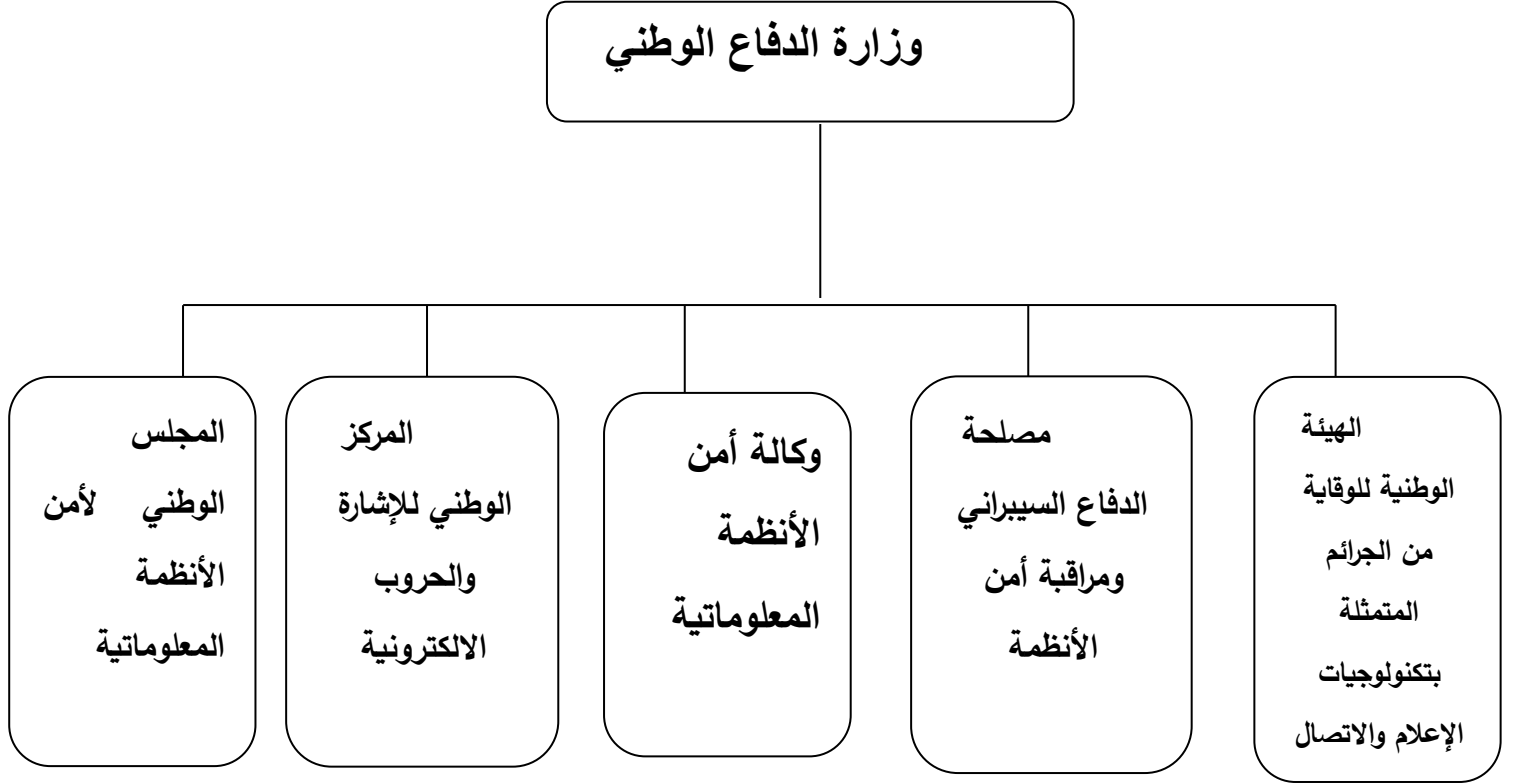 وزارة الدفاع الوطني
الهيئة
الوطنية للوقاية
من الجرائم
المتمثلة
بتكنولوجيات
الإعلام والاتصال
مصلحة
الدفاع السيبراني
ومراقبة أمن
الأنظمة
وكالة أمن
الأنظمة
المعلوماتية
المركز
الوطني للإشارة
والحروب
الالكترونية
المجلس
الوطني لأمن
الأنظمة
المعلوماتية